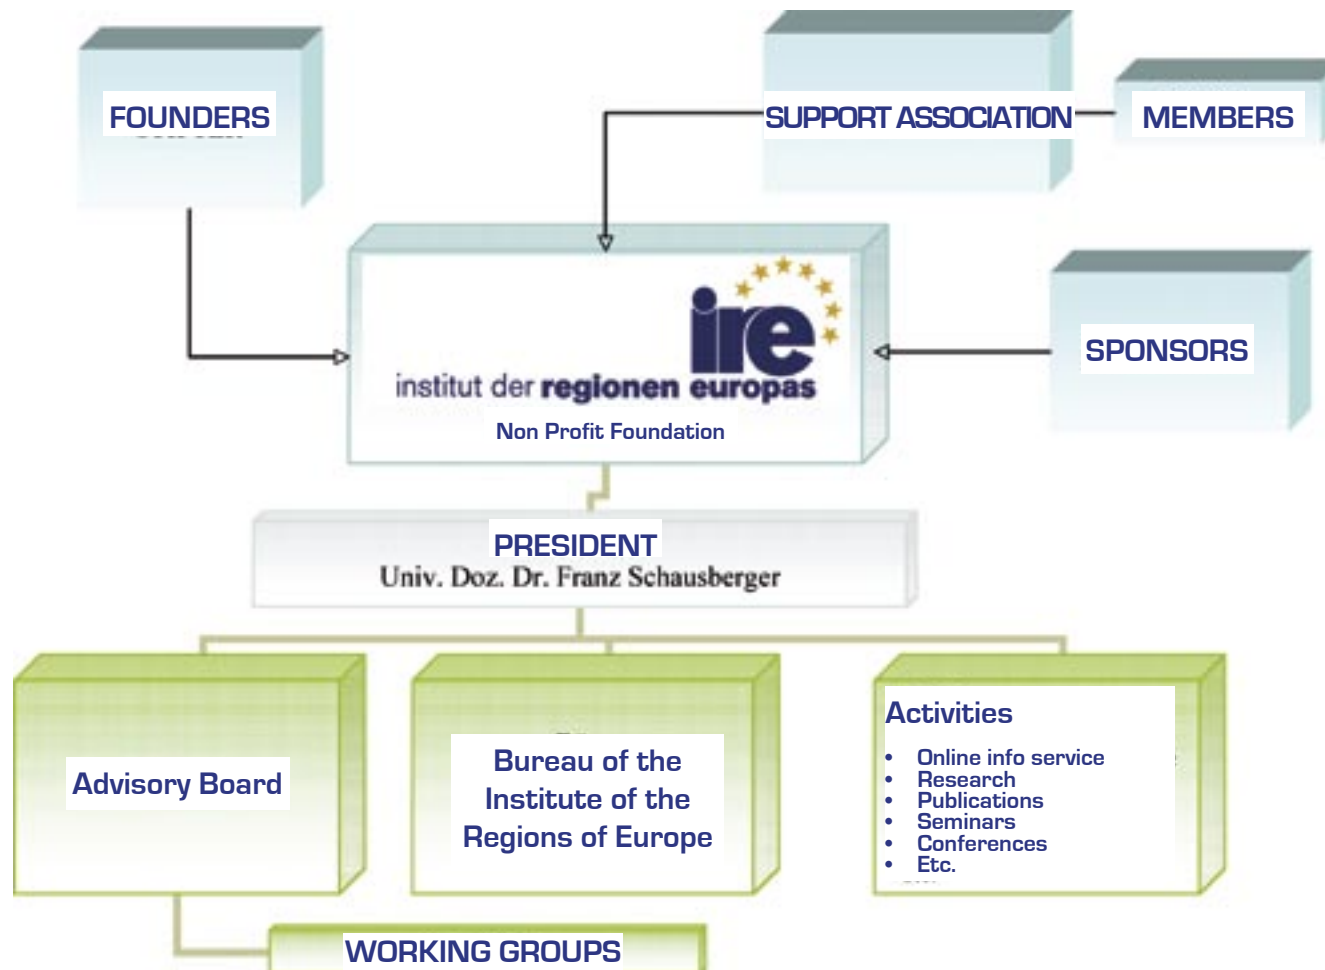 FOUNDERS
SUPPORT ASSOCIATION
MEMBERS
ire
institut der regionen europas
Non Profit Foundation
SPONSORS
PRESIDENT
Univ. Doz. Dr. Franz Schausberger
Advisory Board
Bureau of the
Institute of the
Regions of Europe
Activities
• Online info service
• Research
• Publications
• Seminars
• Conferences
• Etc.
WORKING GROUPS